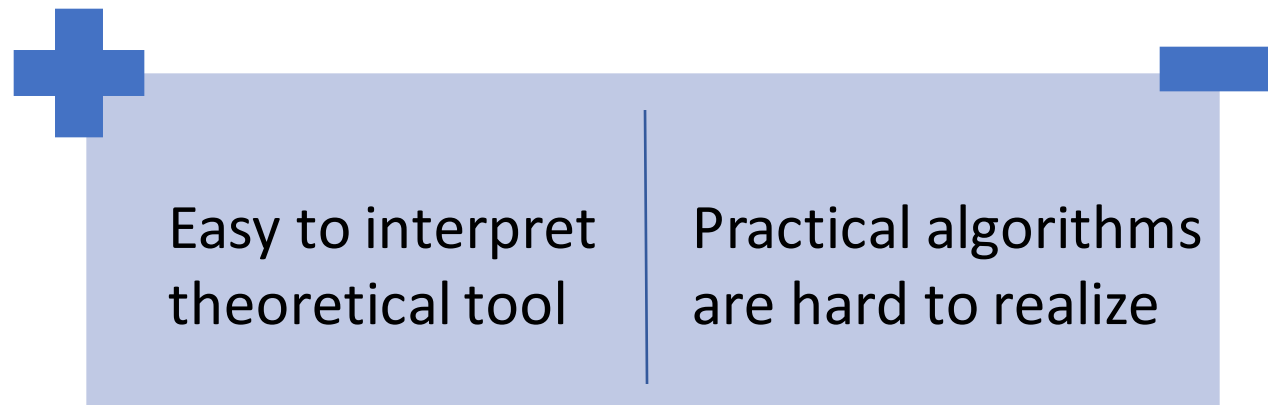 Easy to interpret
theoretical tool
Practical algorithms
are hard to realize